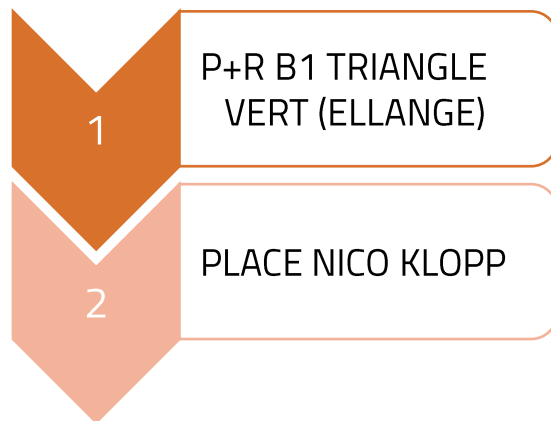 1
P+R B1 TRIANGLE
VERT (ELLANGE)
2
PLACE NICO KLOPP